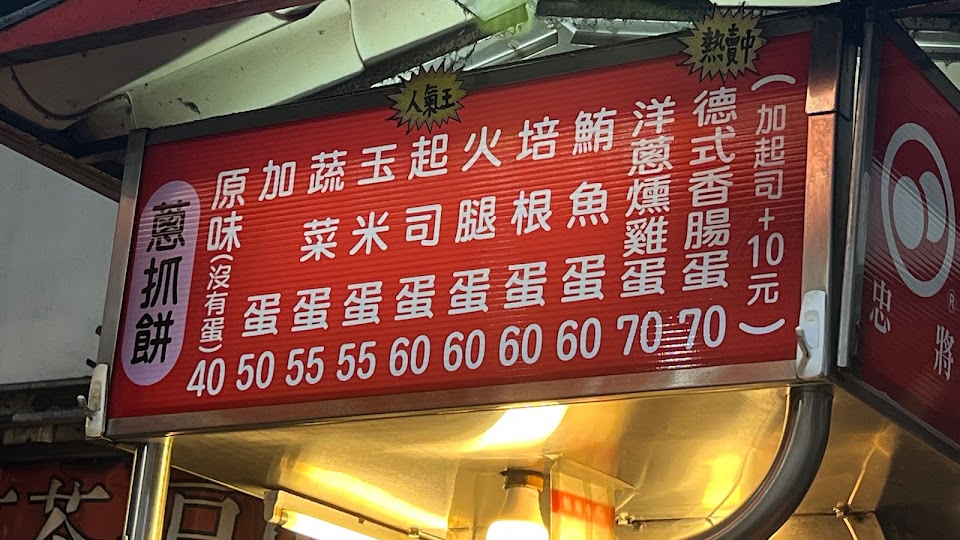 人氣王
熱賣中
蔥抓餅
原味(沒有蛋) 40
加蛋 50
蔬菜蛋 55
玉米蛋 55
起司蛋 60
火腿蛋 60
培根蛋 60
鮪魚蛋 60
洋蔥燻雞蛋 70
德式香腸蛋 70
(加起司+10元)
®
忠將